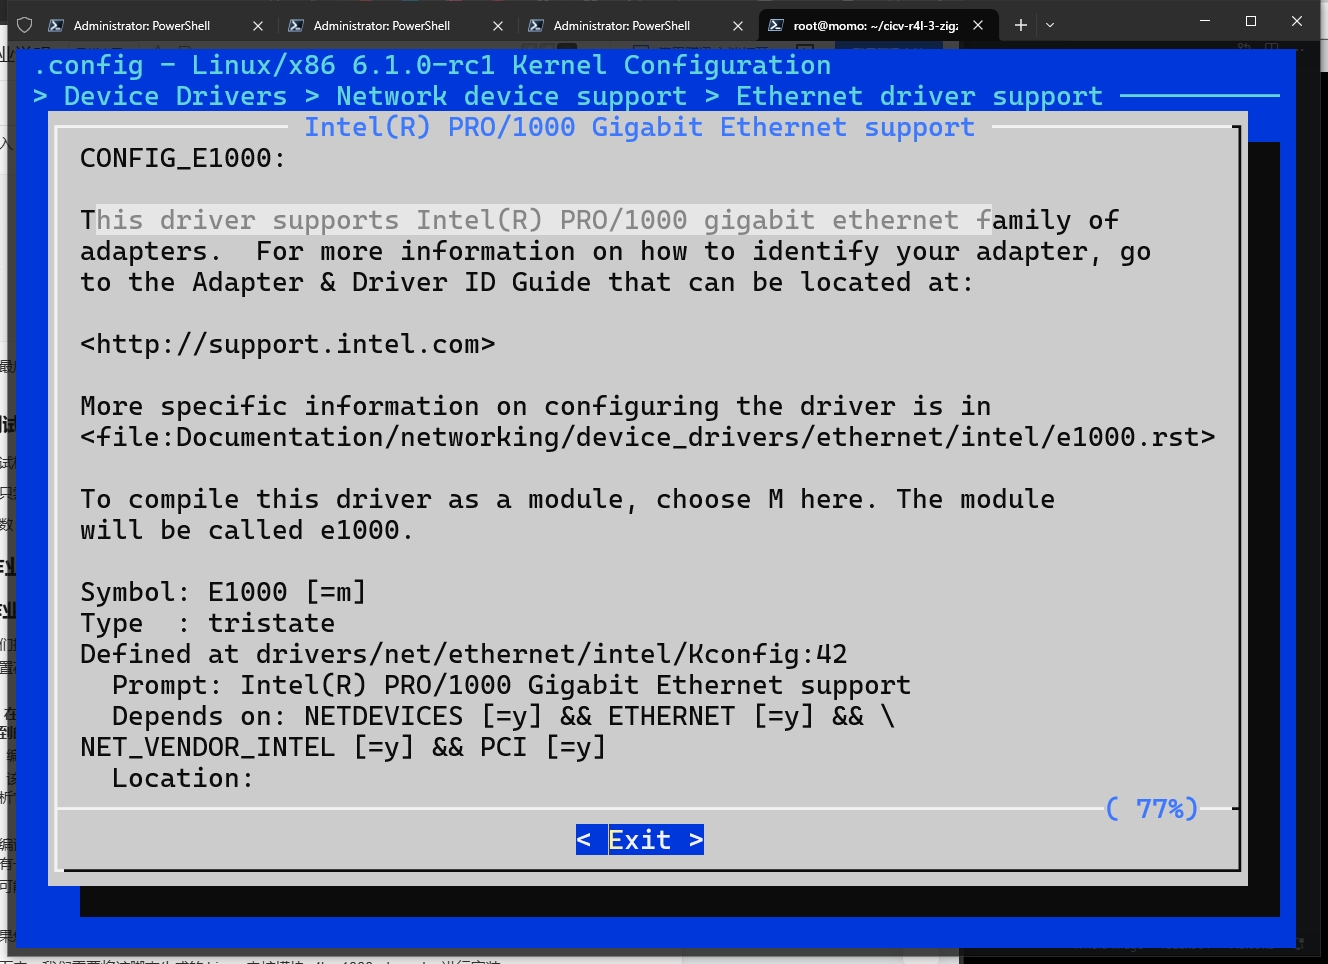 Administrator: PowerShell
Administrator: PowerShell
Administrator: PowerShell
root@momo: ~/cicv-r4l-3-zigz
.config - Linux/x86 6.1.0-rc1 Kernel Configuration
> Device Drivers > Network device support > Ethernet driver support
Intel(R) PRO/1000 Gigabit Ethernet support
CONFIG_E1000:
This driver supports Intel(R) PRO/1000 gigabit ethernet family of
adapters.  For more information on how to identify your adapter, go
to the Adapter & Driver ID Guide that can be located at:
<http://support.intel.com>
More specific information on configuring the driver is in
<file:Documentation/networking/device_drivers/ethernet/intel/e1000.rst>
To compile this driver as a module, choose M here. The module
will be called e1000.
Symbol: E1000 [=m]
Type  : tristate
Defined at drivers/net/ethernet/intel/Kconfig:42
Prompt: Intel(R) PRO/1000 Gigabit Ethernet support
Depends on: NETDEVICES [=y] && ETHERNET [=y] && \
NET_VENDOR_INTEL [=y] && PCI [=y]
Location:
( 77%)
< Exit >